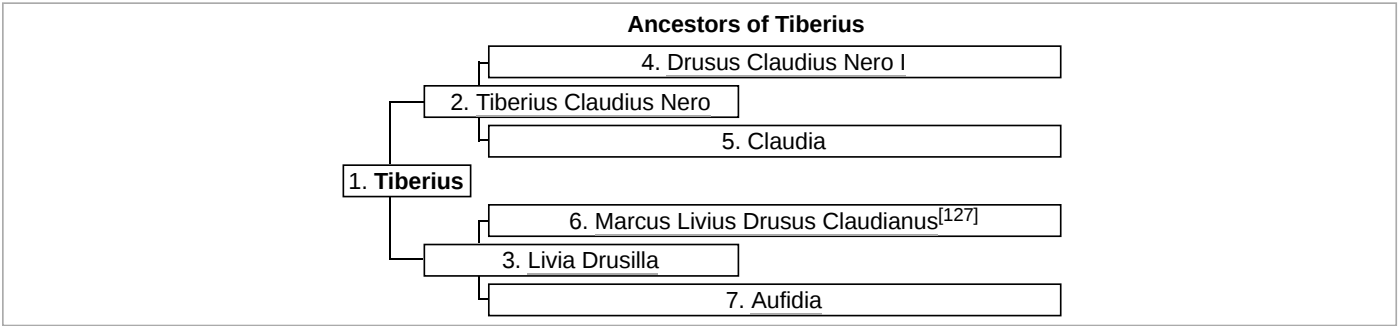 Ancestors of Tiberius
4. Drusus Claudius Nero I
2. Tiberius Claudius Nero
5. Claudia
1. Tiberius
6. Marcus Livius Drusus Claudianus[127]
3. Livia Drusilla
7. Aufidia